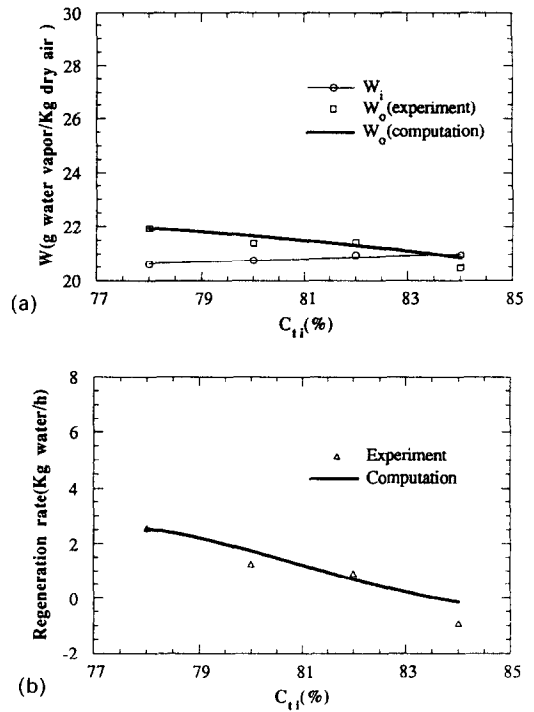 30
28
26
24
22
20
W(g water vapor/Kg dry air )
W_i
W_o(experiment)
W_o(computation)
77 79 81 83 85
(a)
C_ti(%)
8
6
4
2
0
-2
Regeneration rate(Kg water/h)
Experiment
Computation
77 79 81 83 85
(b)
C_ti(%)